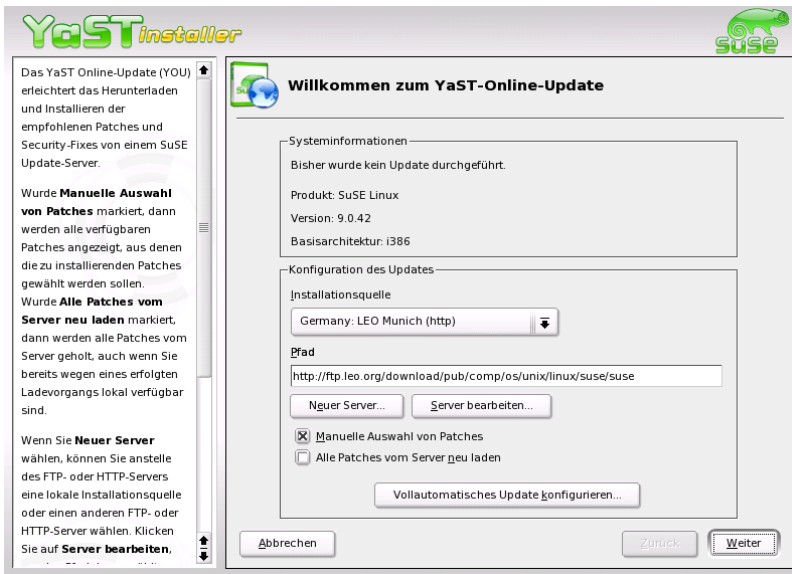 YaST installer
SuSE
Das YaST Online-Update (YOU)
erleichtert das Herunterladen
und Installieren der
empfohlenen Patches und
Security-Fixes von einem SuSE
Update-Server.
Wurde Manuelle Auswahl
von Patches markiert, dann
werden alle verfügbaren
Patches angezeigt, aus denen
die zu installierenden Patches
gewählt werden sollen.
Wurde Alle Patches vom
Server neu laden markiert,
dann werden alle Patches vom
Server geholt, auch wenn Sie
bereits wegen eines erfolgten
Ladevorgangs lokal verfügbar
sind.
Wenn Sie Neuer Server
wählen, können Sie anstelle
des FTP- oder HTTP-Servers
eine lokale Installationsquelle
oder einen anderen FTP- oder
HTTP-Server wählen. Klicken
Sie auf Server bearbeiten,
Willkommen zum YaST-Online-Update
Systeminformationen
Bisher wurde kein Update durchgeführt.
Produkt: SuSE Linux
Version: 9.0.42
Basisarchitektur: i386
Konfiguration des Updates
Installationsquelle
Germany: LEO Munich (http)
Pfad
http://ftp.leo.org/download/pub/comp/os/unix/linux/suse/suse
Neuer Server...
Server bearbeiten...
Manuelle Auswahl von Patches
Alle Patches vom Server neu laden
Vollautomatisches Update konfigurieren...
Abbrechen
Zurück
Weiter